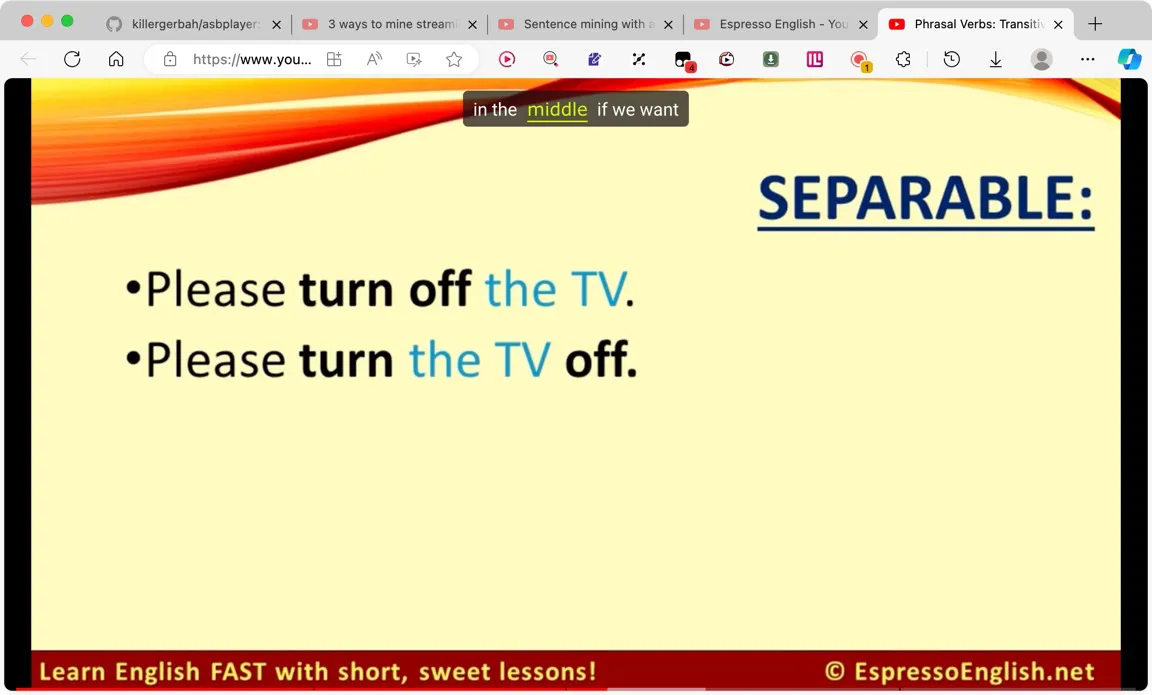 killergerbah/asbplayer:
3 ways to mine streami
Sentence mining with a
Espresso English - You
Phrasal Verbs: Transitiv
https://www.you...
4
1
in the middle if we want
SEPARABLE:
•Please turn off the TV.
•Please turn the TV off.
Learn English FAST with short, sweet lessons!
© EspressoEnglish.net